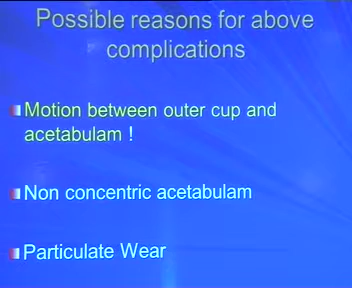 Possible reasons for above
complications
Motion between outer cup and
acetabulam !
Non concentric acetabulam
Particulate Wear